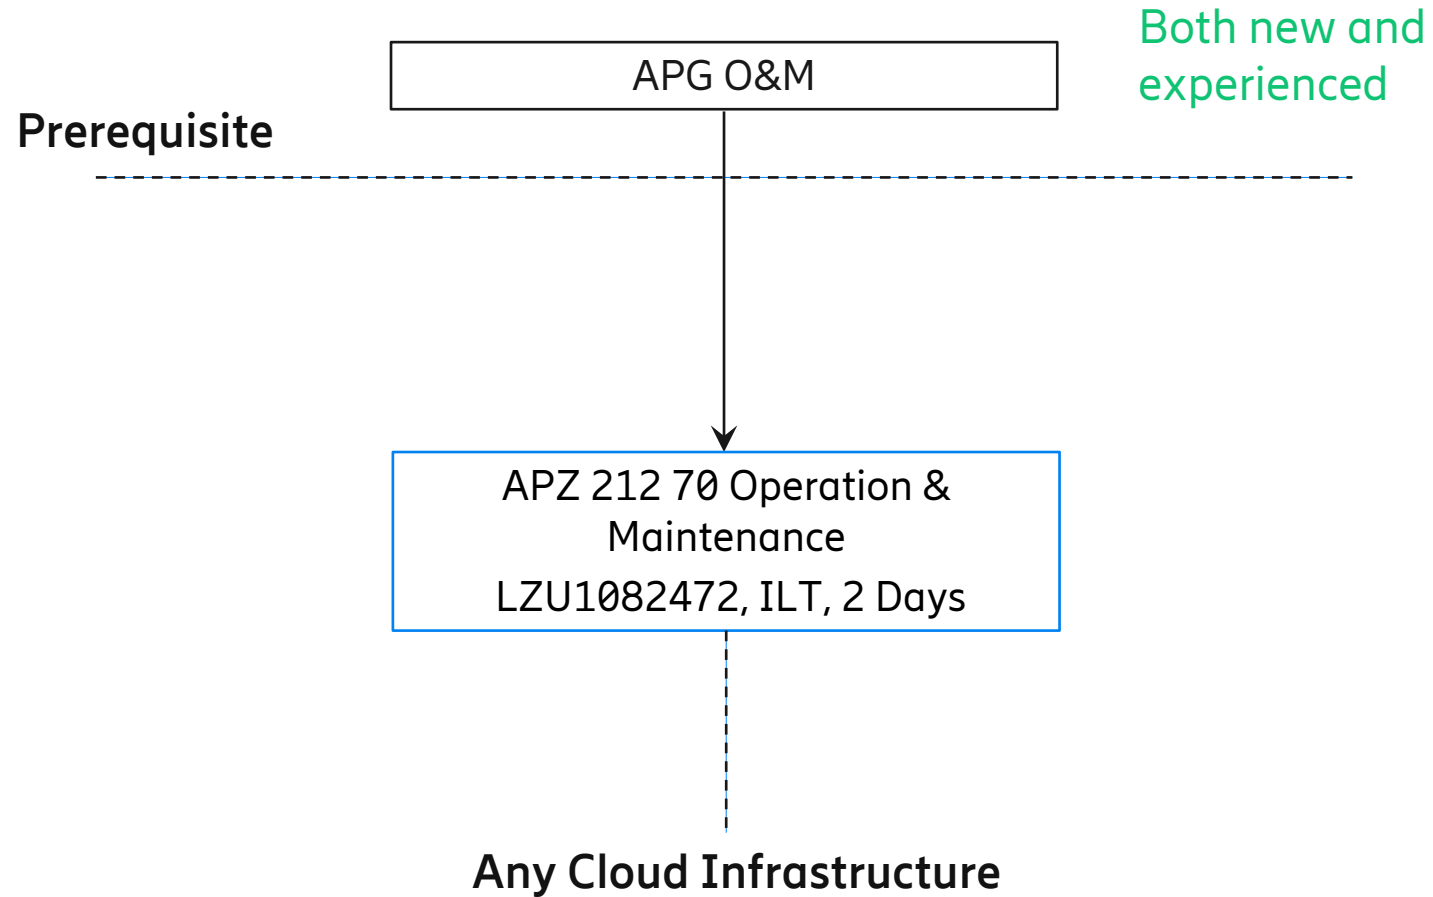 Both new and
experienced
APG O&M
Prerequisite
APZ 212 70 Operation &
Maintenance
LZU1082472, ILT, 2 Days
Any Cloud Infrastructure